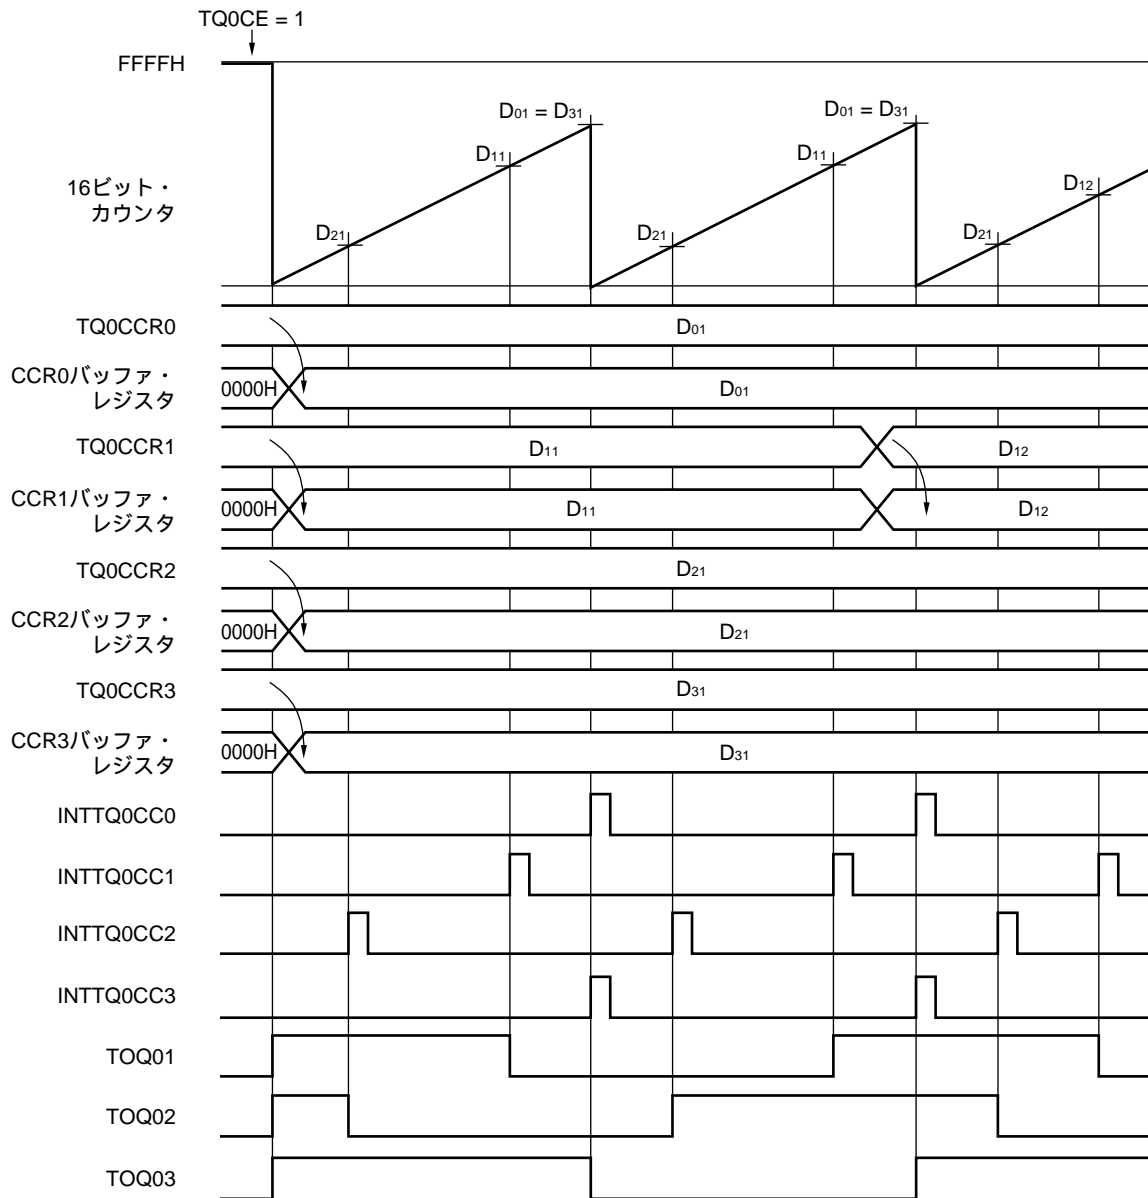 TQ0CE = 1
FFFFH
D01 = D31
D01 = D31
D11
D11
D12
16ビット・
カウンタ
D21
D21
D21
TQ0CCR0
D01
CCR0バッファ・
レジスタ
0000H
D01
TQ0CCR1
D11
D12
CCR1バッファ・
レジスタ
0000H
D11
D12
TQ0CCR2
D21
CCR2バッファ・
レジスタ
0000H
D21
TQ0CCR3
D31
CCR3バッファ・
レジスタ
0000H
D31
INTTQ0CC0
INTTQ0CC1
INTTQ0CC2
INTTQ0CC3
TOQ01
TOQ02
TOQ03